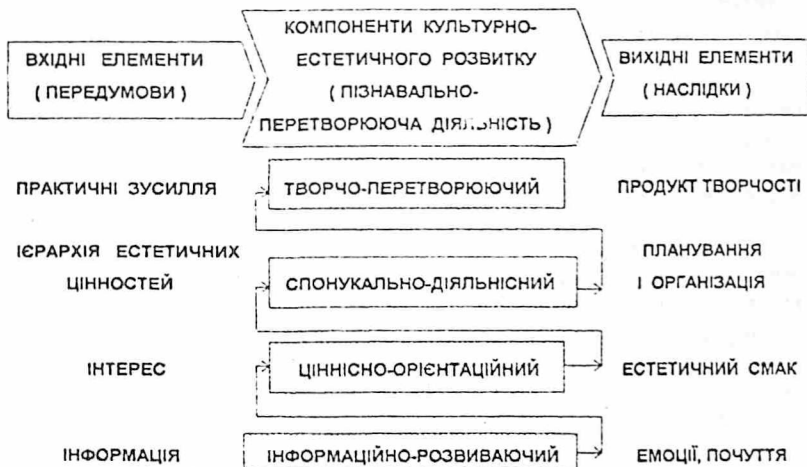 ВХІДНІ ЕЛЕМЕНТИ
( ПЕРЕДУМОВИ )
КОМПОНЕНТИ КУЛЬТУРНО-
ЕСТЕТИЧНОГО РОЗВИТКУ
( ПІЗНАВАЛЬНО-
ПЕРЕТВОРЮЮЧА ДІЯЛЬНІСТЬ )
ВИХІДНІ ЕЛЕМЕНТИ
( НАСЛІДКИ )
ПРАКТИЧНІ ЗУСИЛЛЯ
ТВОРЧО-ПЕРЕТВОРЮЮЧИЙ
ПРОДУКТ ТВОРЧОСТІ
ІЄРАРХІЯ ЕСТЕТИЧНИХ
ЦІННОСТЕЙ
СПОНУКАЛЬНО-ДІЯЛЬНІСНИЙ
ПЛАНУВАННЯ
І ОРГАНІЗАЦІЯ
ІНТЕРЕС
ЦІННІСНО-ОРІЄНТАЦІЙНИЙ
ЕСТЕТИЧНИЙ СМАК
ІНФОРМАЦІЯ
ІНФОРМАЦІЙНО-РОЗВИВАЮЧИЙ
ЕМОЦІЇ, ПОЧУТТЯ